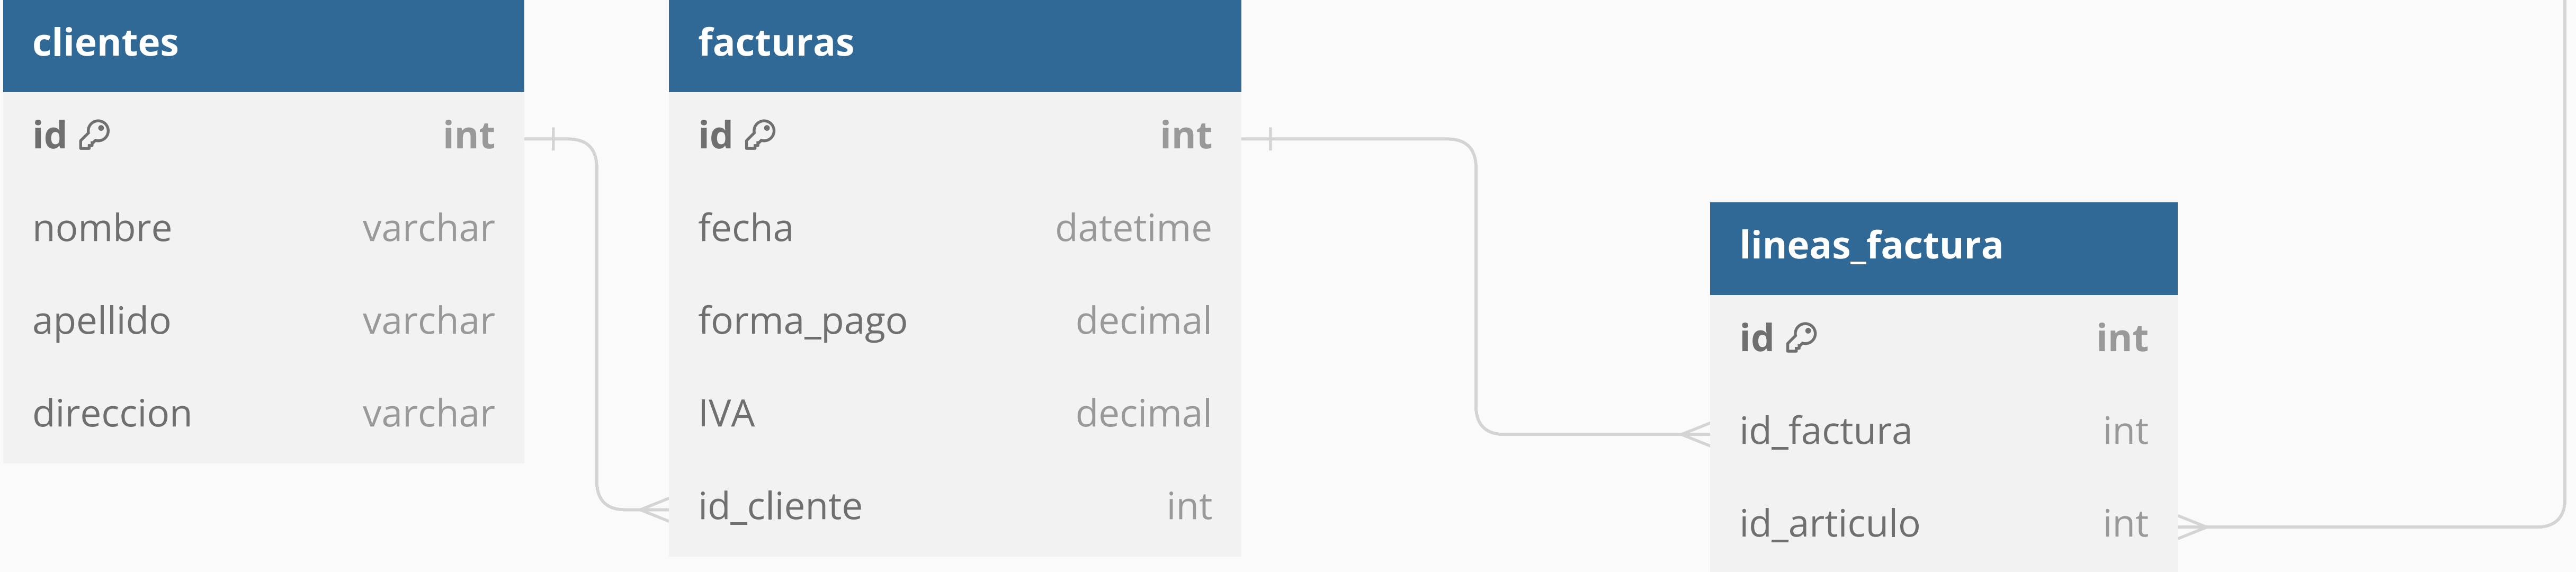 clientes
id int
nombre varchar
apellido varchar
direccion varchar
facturas
id int
fecha datetime
forma_pago decimal
IVA decimal
id_cliente int
lineas_factura
id int
id_factura int
id_articulo int